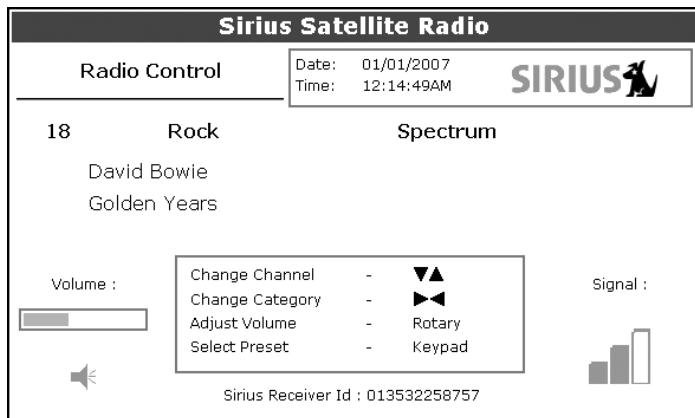 Sirius Satellite Radio
Radio Control
Date: 01/01/2007
Time: 12:14:49AM
SIRIUS
18 Rock Spectrum
David Bowie
Golden Years
Volume :
Change Channel - ▼▲
Change Category - ►◄
Adjust Volume - Rotary
Select Preset - Keypad
Signal :
Sirius Receiver Id : 013532258757